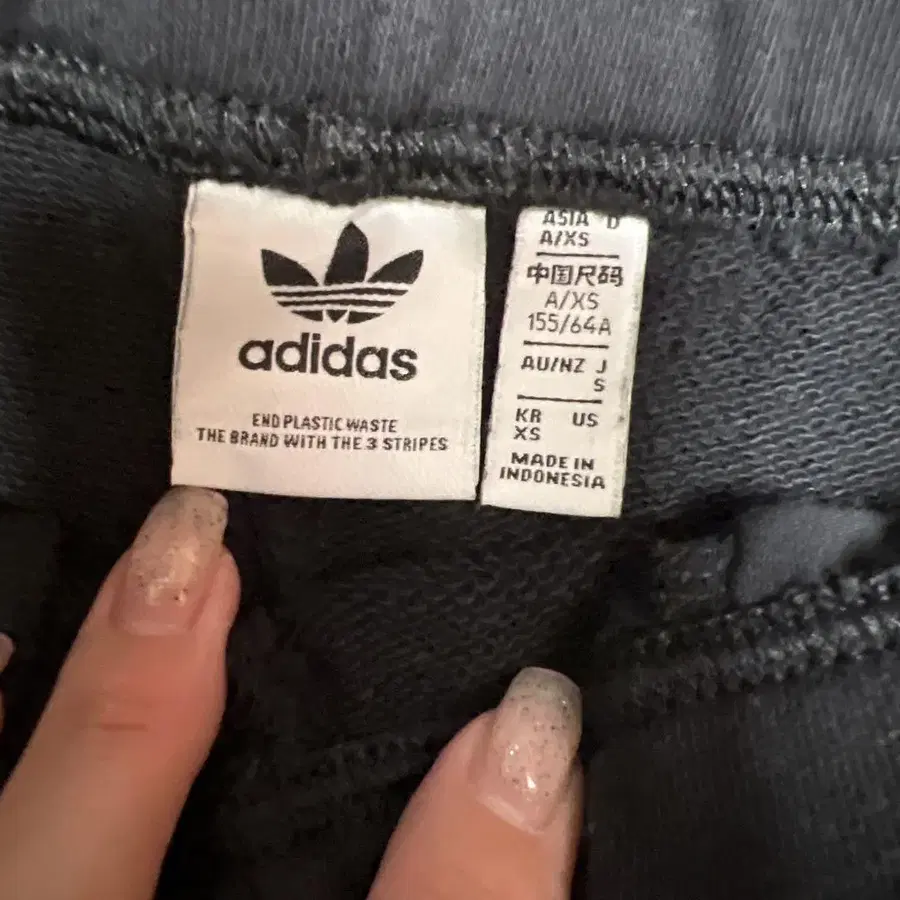 adidas
END PLASTIC WASTE
THE BRAND WITH THE 3 STRIPES
ASIA D
A/XS
中国尺码
A/XS
155/64A
AU/NZ J
S
KR US
XS
MADE IN
INDONESIA